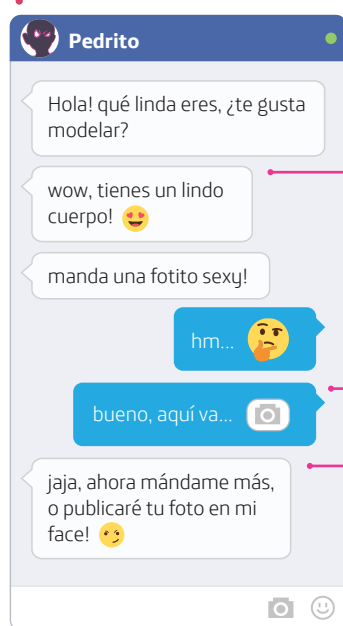 Pedrito
Hola! qué linda eres, ¿te gusta
modelar?
wow, tienes un lindo
cuerpo! 😍
manda una fotito sexy!
hm... 🤔
bueno, aquí va...
jaja, ahora mándame más,
o publicaré tu foto en mi
face! 😏